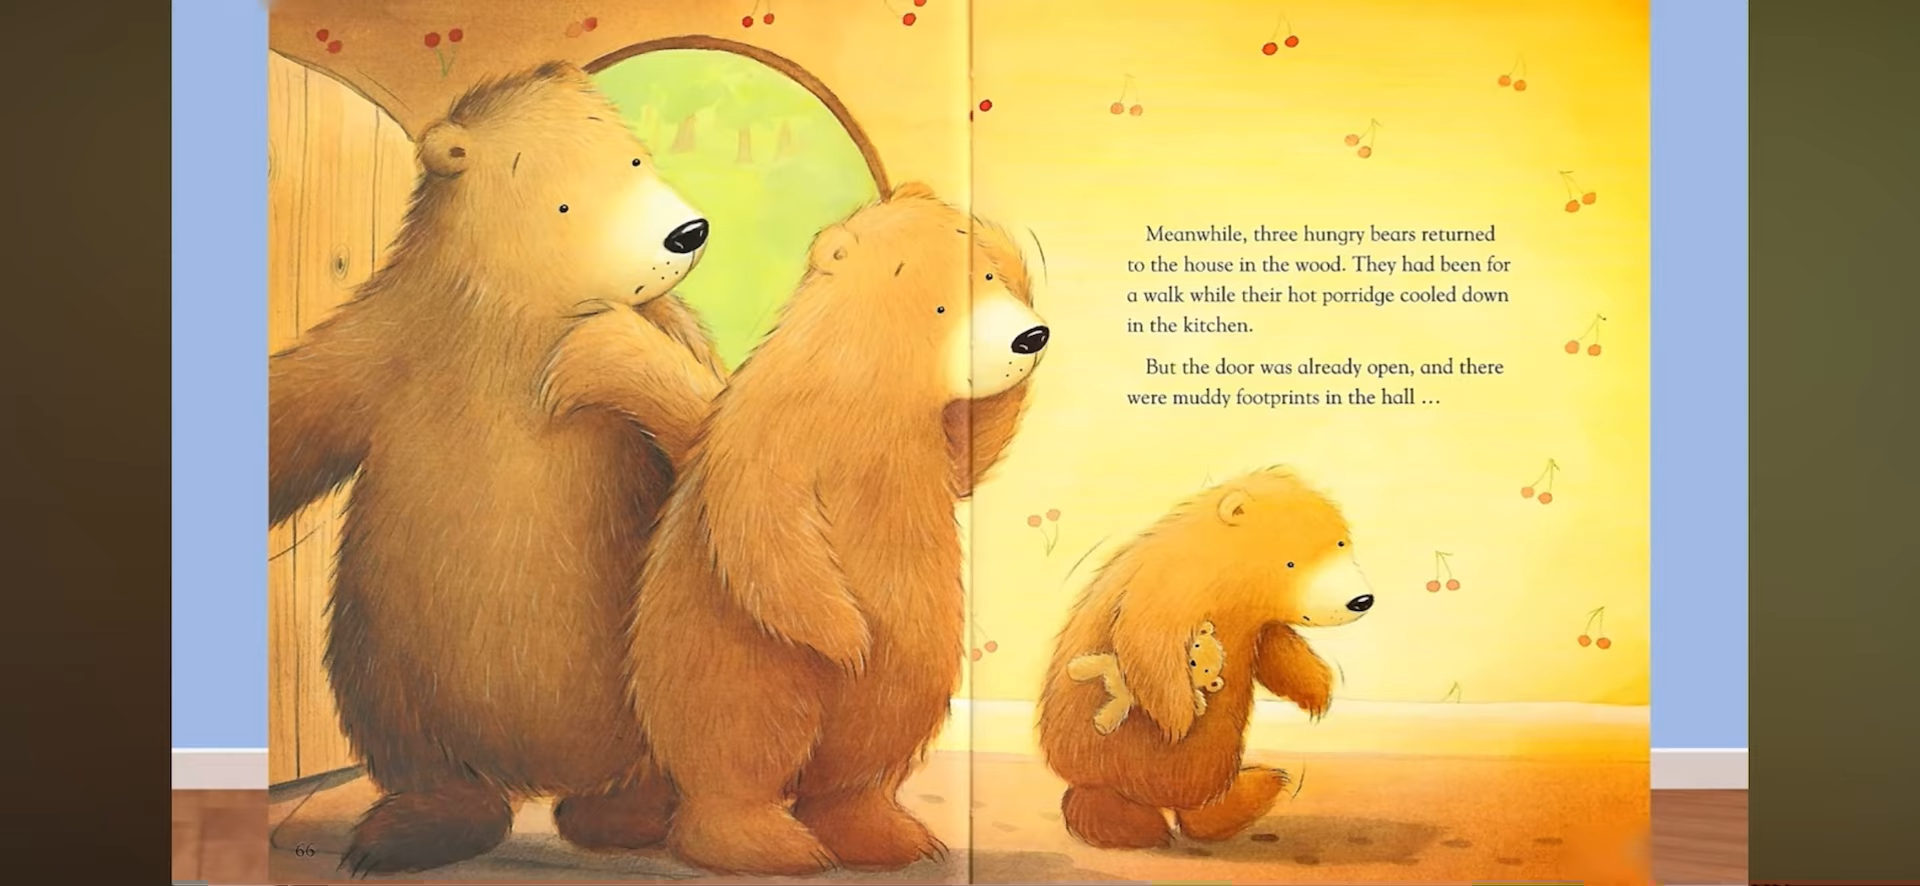 Meanwhile, three hungry bears returned
to the house in the wood. They had been for
a walk while their hot porridge cooled down
in the kitchen.
But the door was already open, and there
were muddy footprints in the hall …
66